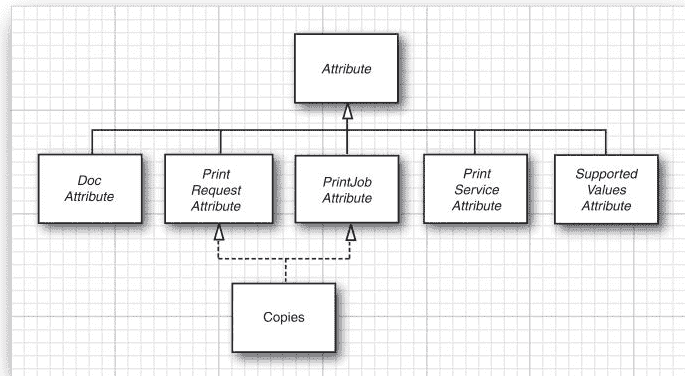 Attribute
Doc
Attribute
Print
Request
Attribute
PrintJob
Attribute
Print
Service
Attribute
Supported
Values
Attribute
Copies